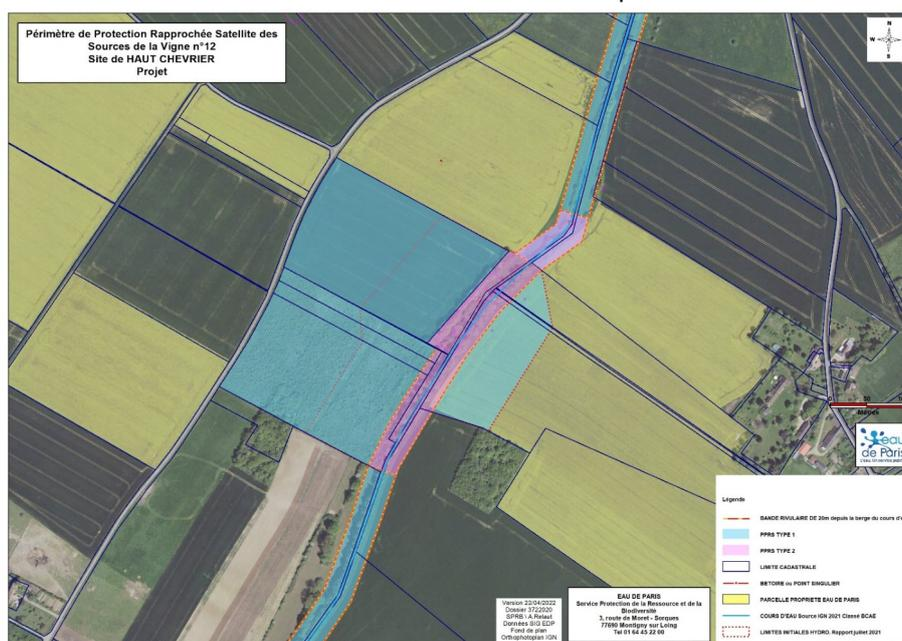 Périmètre de Protection Rapprochée Satellite des
Sources de la Vigne n°12
Site de HAUT CHEVRIER
Projet
N
W
E
S
Mètres
eau
de Paris
Légende
BANDE RIVULAIRE DE 20m depuis la berge du cours d'e
PPRS TYPE 1
PPRS TYPE 2
LIMITE CADASTRALE
BETOIRE ou POINT SINGULIER
PARCELLE PROPRIETE EAU DE PARIS
COURS D'EAU Source IGN 2021 Classé BCAE
LIMITES INITIALES HYDRO. Rapport juillet 2021
Version 22/04/2022
Dossier 3722020
SPRB \ A.Relaut
Données SIG EDP
Fond de plan
Orthophotoplan IGN
EAU DE PARIS
Service Protection de la Ressource et de la
Biodiversité
3, route de Moret - Sorques
77690 Montigny sur Loing
Tel 01 64 45 22 00